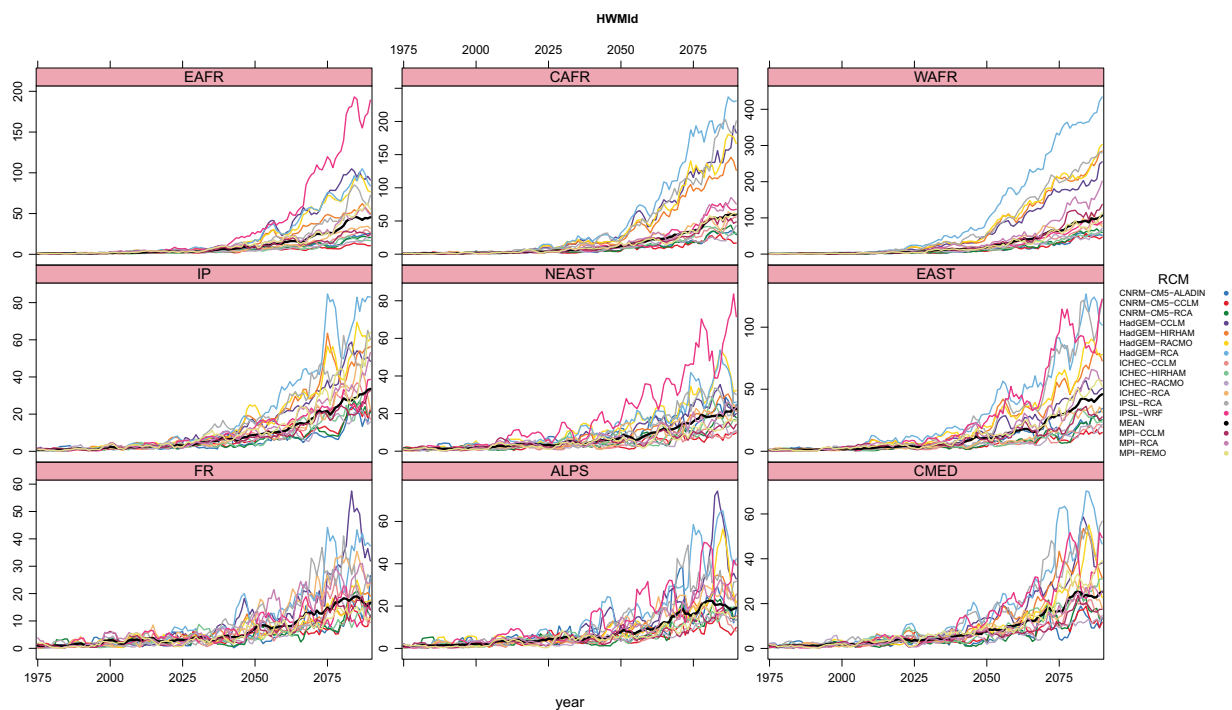 HWMId
1975 2000 2025 2050 2075
EAFR CAFR WAFR
0 50 100 150 200
0 50 100 150 200 250
0 100 200 300 400
IP NEAST EAST
0 20 40 60 80
0 20 40 60 80
0 50 100
FR ALPS CMED
0 10 20 30 40 50 60
0 20 40 60
0 20 40 60
1975 2000 2025 2050 2075
1975 2000 2025 2050 2075
year
RCM
CNRM−CM5−ALADIN
CNRM−CM5−CCLM
CNRM−CM5−RCA
HadGEM−CCLM
HadGEM−HIRHAM
HadGEM−RACMO
HadGEM−RCA
ICHEC−CCLM
ICHEC−HIRHAM
ICHEC−RACMO
ICHEC−RCA
IPSL−RCA
IPSL−WRF
MEAN
MPI−CCLM
MPI−RCA
MPI−REMO